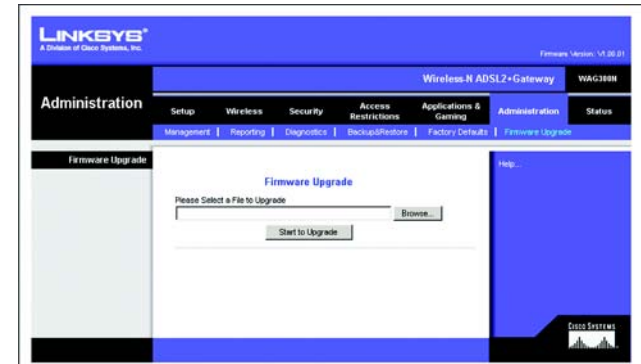 LINKSYS®
A Division of Cisco Systems, Inc.
Firmware Version: V1.00.01
Wireless-N ADSL2+Gateway WAG300N
Administration
Setup Wireless Security Access Restrictions Applications & Gaming Administration Status
Management | Reporting | Diagnostics | Backup&Restore | Factory Defaults | Firmware Upgrade
Firmware Upgrade
Help...
Firmware Upgrade
Please Select a File to Upgrade
Browse...
Start to Upgrade
CISCO SYSTEMS